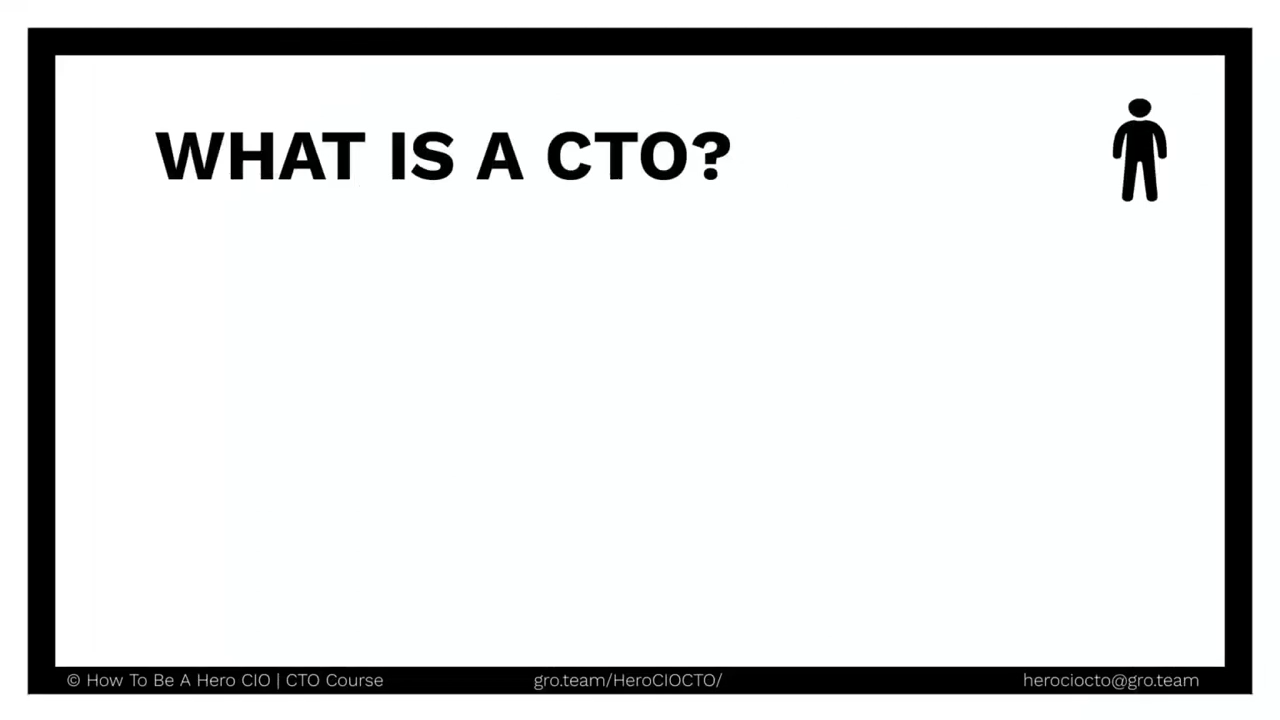 WHAT IS A CTO?
© How To Be A Hero CIO | CTO Course
gro.team/HeroCIOCTO/
herociocto@gro.team